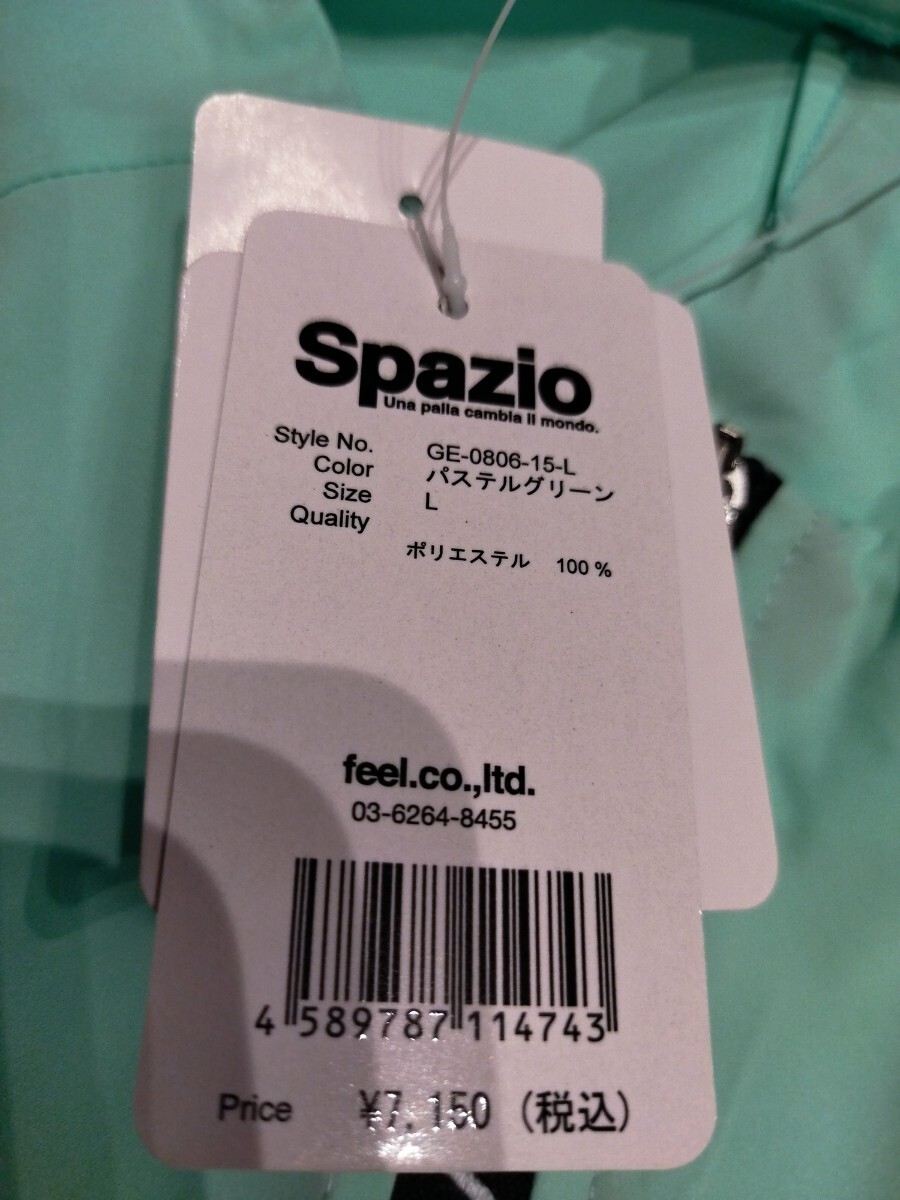 Spazio
Una palla cambia il mondo.
Style No. GE-0806-15-L
Color パステルグリーン
Size L
Quality
ポリエステル 100 %
feel.co.,ltd.
03-6264-8455
4 589787 114743
Price ¥7,150 (税込)